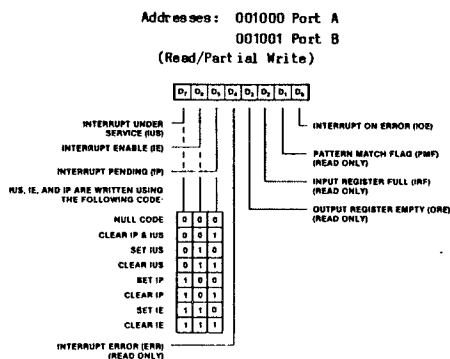 Addresses: 001000 Port A
001001 Port B
(Read/Partial Write)
D7 D6 D5 D4 D3 D2 D1 D0
INTERRUPT UNDER
SERVICE (IUS)
INTERRUPT ENABLE (IE)
INTERRUPT PENDING (IP)
IUS, IE, AND IP ARE WRITTEN USING
THE FOLLOWING CODE:
NULL CODE 0 0 0
CLEAR IP & IUS 0 0 1
SET IUS 0 1 0
CLEAR IUS 0 1 1
SET IP 1 0 0
CLEAR IP 1 0 1
SET IE 1 1 0
CLEAR IE 1 1 1
INTERRUPT ERROR (ERR)
(READ ONLY)
INTERRUPT ON ERROR (IOE)
PATTERN MATCH FLAG (PMF)
(READ ONLY)
INPUT REGISTER FULL (IRF)
(READ ONLY)
OUTPUT REGISTER EMPTY (ORE)
(READ ONLY)